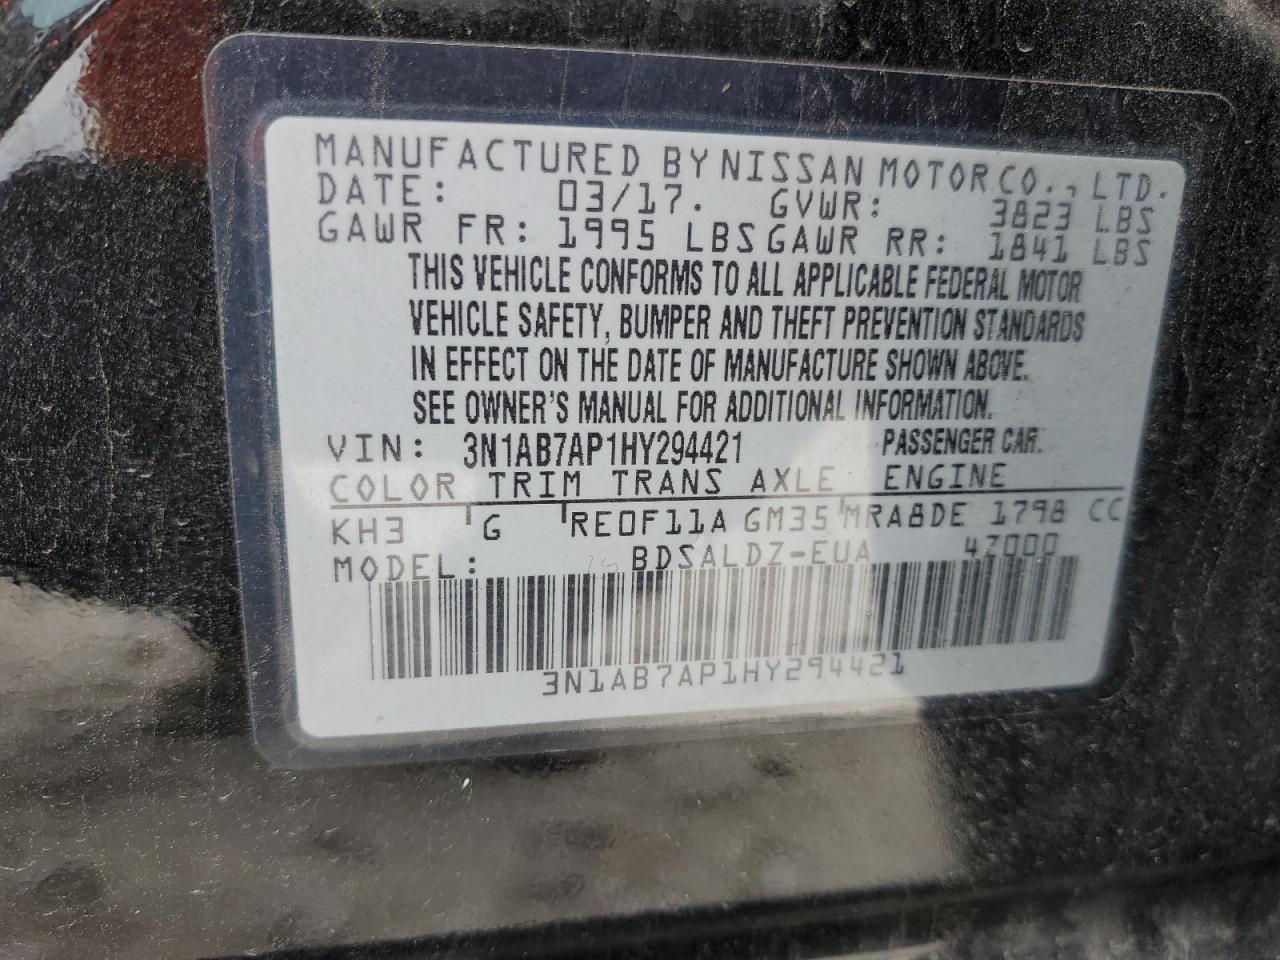 MANUFACTURED BY NISSAN MOTOR CO., LTD.
DATE: 03/17. GVWR: 3823 LBS
GAWR FR: 1995 LBS GAWR RR: 1841 LBS
THIS VEHICLE CONFORMS TO ALL APPLICABLE FEDERAL MOTOR
VEHICLE SAFETY, BUMPER AND THEFT PREVENTION STANDARDS
IN EFFECT ON THE DATE OF MANUFACTURE SHOWN ABOVE.
SEE OWNER'S MANUAL FOR ADDITIONAL INFORMATION.
VIN: 3N1AB7AP1HY294421 PASSENGER CAR.
COLOR TRIM TRANS AXLE ENGINE
KH3 G RE0F11A GM35 MRA8DE 1798 CC
MODEL: BDSALDZ-EUA 4Z000
3N1AB7AP1HY294421